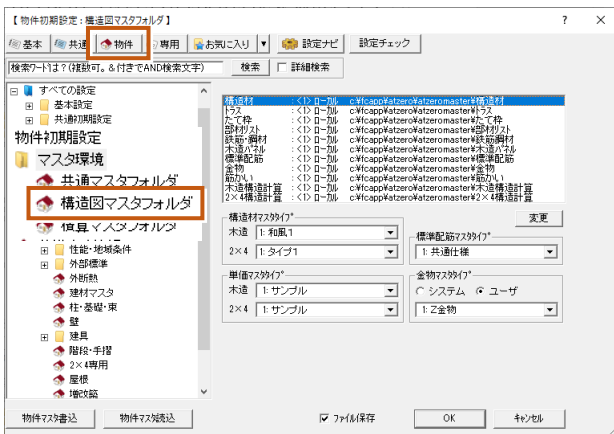 【 物件初期設定 : 構造図マスタフォルダ 】 ? ×
基本 共通 物件 専用 お気に入り ▼ 設定ナビ 設定チェック
検索ワードは？(複数可。＆付きでAND検索文字) 検索 詳細検索
すべての設定
基本設定
共通初期設定
物件初期設定
マスタ環境
共通マスタフォルダ
構造図マスタフォルダ
積算マスタフォルダ
性能・地域条件
外部標準
外断熱
建材マスタ
柱・基礎・束
壁
建具
階段・手摺
2×4専用
屋根
増改築
構造材 :<1> ローカル c:¥fcapp¥atzero¥atzeromaster¥構造材
トラス :<1> ローカル c:¥fcapp¥atzero¥atzeromaster¥トラス
たて枠 :<1> ローカル c:¥fcapp¥atzero¥atzeromaster¥たて枠
部材リスト :<1> ローカル c:¥fcapp¥atzero¥atzeromaster¥部材リスト
鉄筋・鋼材 :<1> ローカル c:¥fcapp¥atzero¥atzeromaster¥鉄筋・鋼材
木造パネル :<1> ローカル c:¥fcapp¥atzero¥atzeromaster¥木造パネル
標準配筋 :<1> ローカル c:¥fcapp¥atzero¥atzeromaster¥標準配筋
金物 :<1> ローカル c:¥fcapp¥atzero¥atzeromaster¥金物
筋かい :<1> ローカル c:¥fcapp¥atzero¥atzeromaster¥筋かい
木造構造計算 :<1> ローカル c:¥fcapp¥atzero¥atzeromaster¥木造構造計算
2×4構造計算 :<1> ローカル c:¥fcapp¥atzero¥atzeromaster¥2×4構造計算
変更
構造材マスタタイプ
木造 1: 和風1
2×4 1: タイプ1
標準配筋マスタタイプ
1: 共通仕様
単価マスタタイプ
木造 1: サンプル
2×4 1: サンプル
金物マスタタイプ
システム ユーザ
1: Z金物
物件マスタ書込 物件マスタ読込 ファイル保存 OK キャンセル